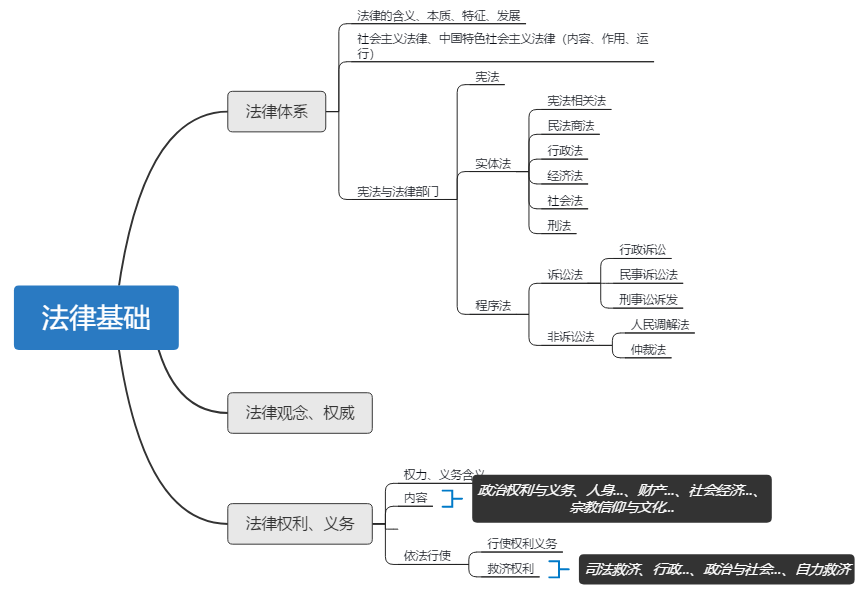 法律的含义、本质、特征、发展
社会主义法律、中国特色社会主义法律（内容、作用、运
行）
宪法
法律体系
宪法相关法
民法商法
行政法
实体法
经济法
宪法与法律部门
社会法
刑法
行政诉讼
诉讼法
民事诉讼法
刑事讼诉发
程序法
法律基础
人民调解法
非诉讼法
仲裁法
法律观念、权威
权力、义务含义
政治权利与义务、人身...、财产...、社会经济...、
宗教信仰与文化...
内容
法律权利、义务
行使权利义务
依法行使
救济权利
司法救济、行政...、政治与社会...、自力救济